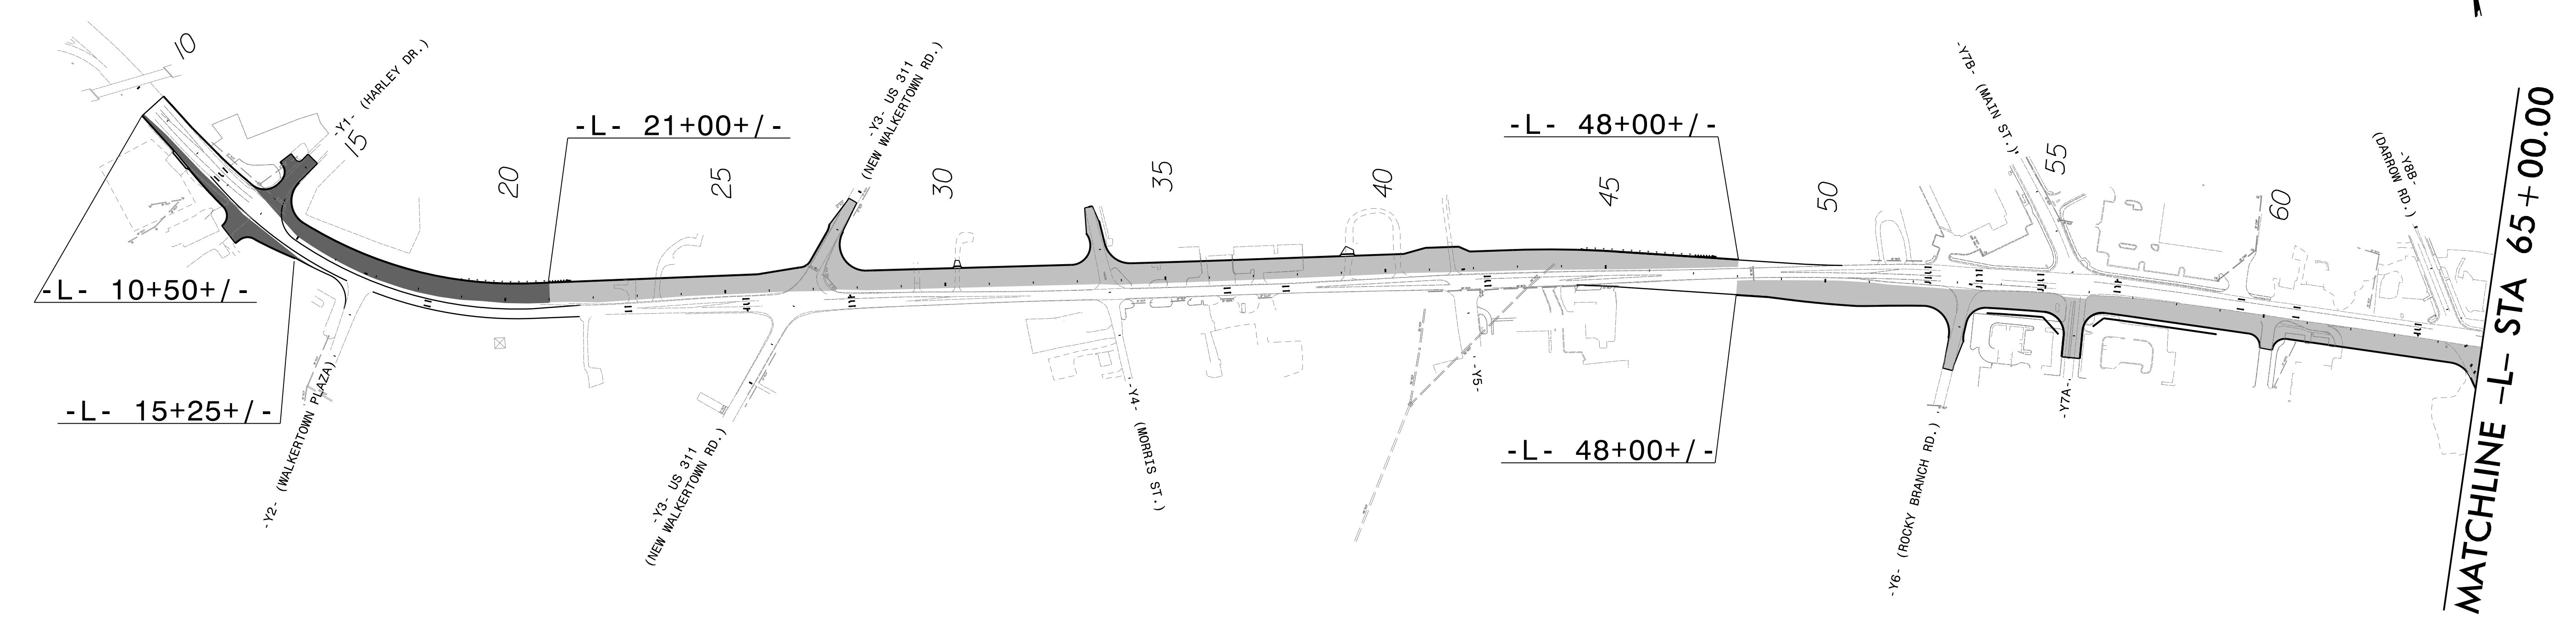 10
-Y1- (HARLEY DR.)
15
-L- 21+00+/-
20
25
-Y3- US 311
(NEW WALKERTOWN RD.)
30
35
40
-L- 48+00+/-
45
50
-Y7B- (MAIN ST.)
55
60
-Y8B-
(DARROW RD.)
MATCHLINE -L- STA 65+00.00
-L- 10+50+/-
-L- 15+25+/-
-Y2- (WALKERTOWN PLAZA)
-Y3- US 311
(NEW WALKERTOWN RD.)
-Y4- (MORRIS ST.)
-Y5-
-L- 48+00+/-
-Y6- (ROCKY BRANCH RD.)
-Y7A-